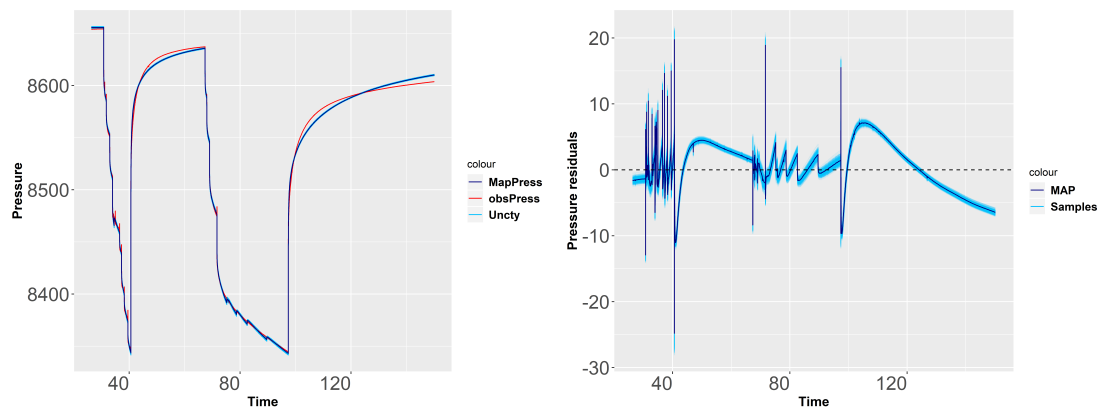 8600
8500
8400
Pressure
40
80
120
Time
colour
MapPress
obsPress
Uncty
20
10
0
-10
-20
-30
Pressure residuals
40
80
120
Time
colour
MAP
Samples